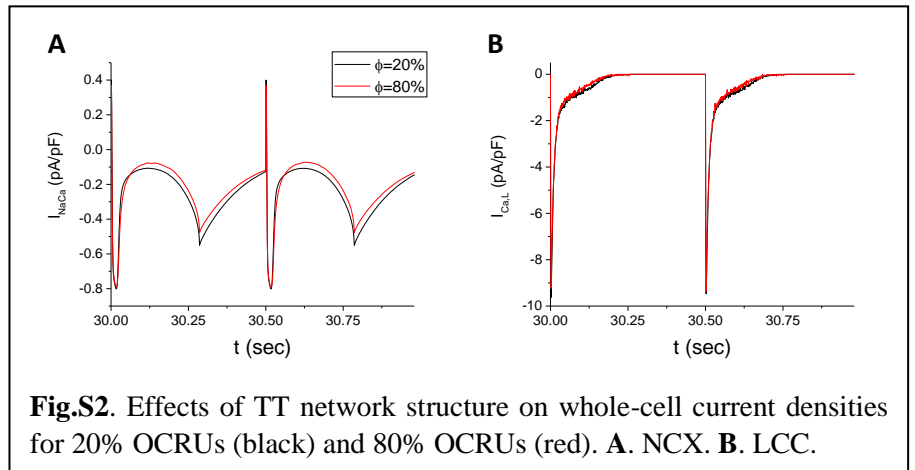 A
B
0.4
0.2
0.0
-0.2
-0.4
-0.6
-0.8
I_NaCa (pA/pF)
ϕ=20%
ϕ=80%
30.00
30.25
30.50
30.75
t (sec)
0
-2
-4
-6
-8
-10
I_Ca,L (pA/pF)
30.00
30.25
30.50
30.75
t (sec)
Fig.S2. Effects of TT network structure on whole-cell current densities
for 20% OCRUs (black) and 80% OCRUs (red). A. NCX. B. LCC.